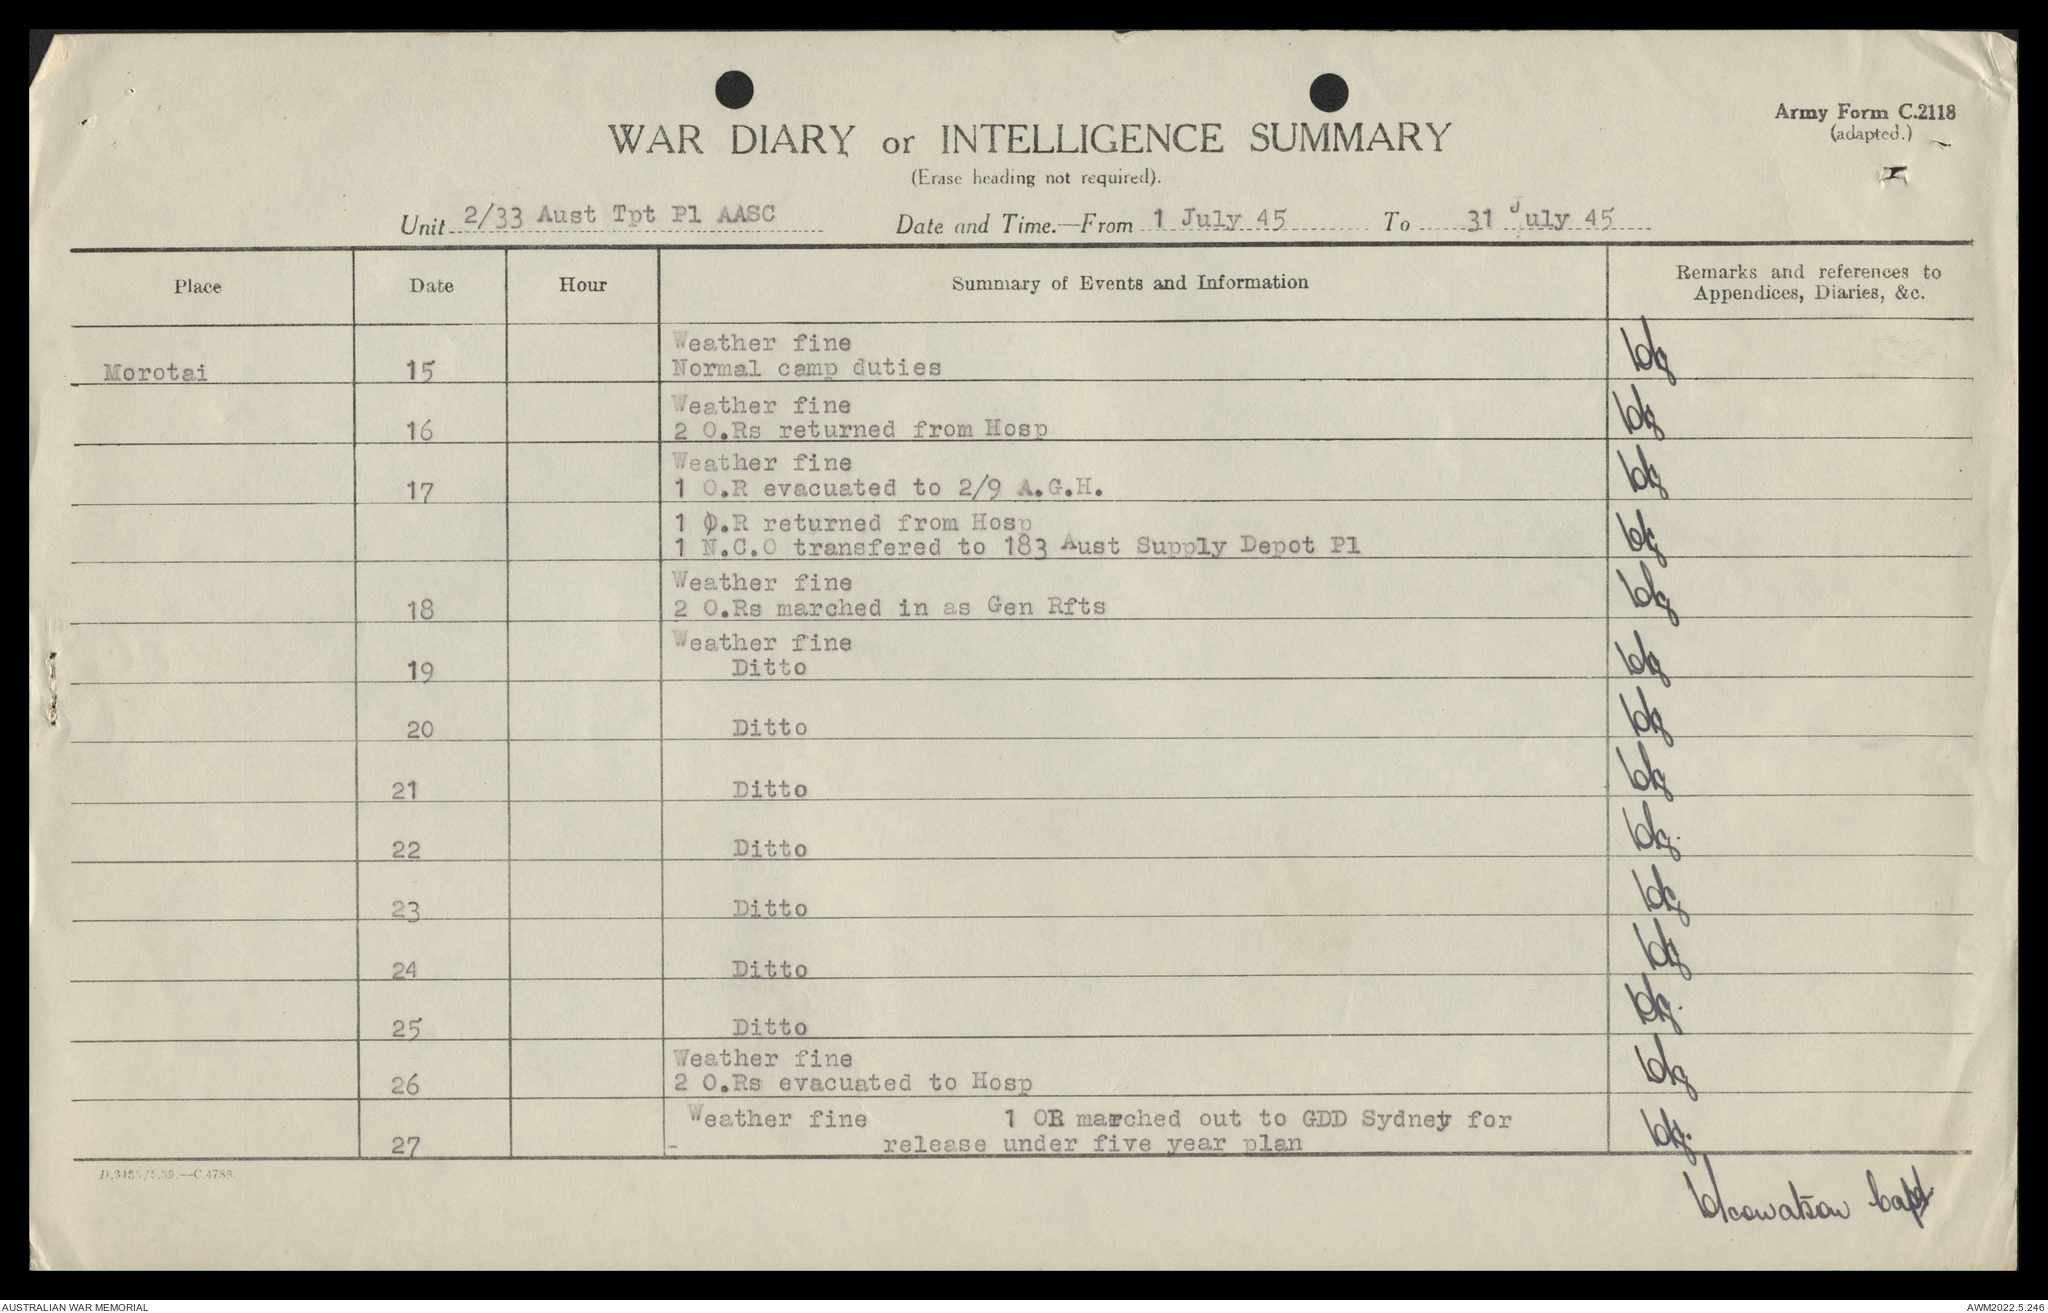 Army Form C.2118
(adapted.)
I
WAR DIARY or INTELLIGENCE SUMMARY
(Erase heading not required).
Unit 2/33 Aust Tpt Pl AASC Date and Time.—From 1 July 45 To 31 July 45
Place Date Hour Summary of Events and Information Remarks and references to
Appendices, Diaries, &c.
Weather fine
Morotai 15 Normal camp duties
Weather fine
16 2 O.Rs returned from Hosp
Weather fine
17 1 O.R evacuated to 2/9 A.G.H.
1 O.R returned from Hosp
1 N.C.O transfered to 183 Aust Supply Depot Pl
Weather fine
18 2 O.Rs marched in as Gen Rfts
Weather fine
19 Ditto
20 Ditto
21 Ditto
22 Ditto
23 Ditto
24 Ditto
25 Ditto
Weather fine
26 2 O.Rs evacuated to Hosp
Weather fine 1 OR marched out to GDD Sydney for
27 - release under five year plan
D.3435/5.39.—C.4788.
Capt
AUSTRALIAN WAR MEMORIAL
AWM2022.5.246